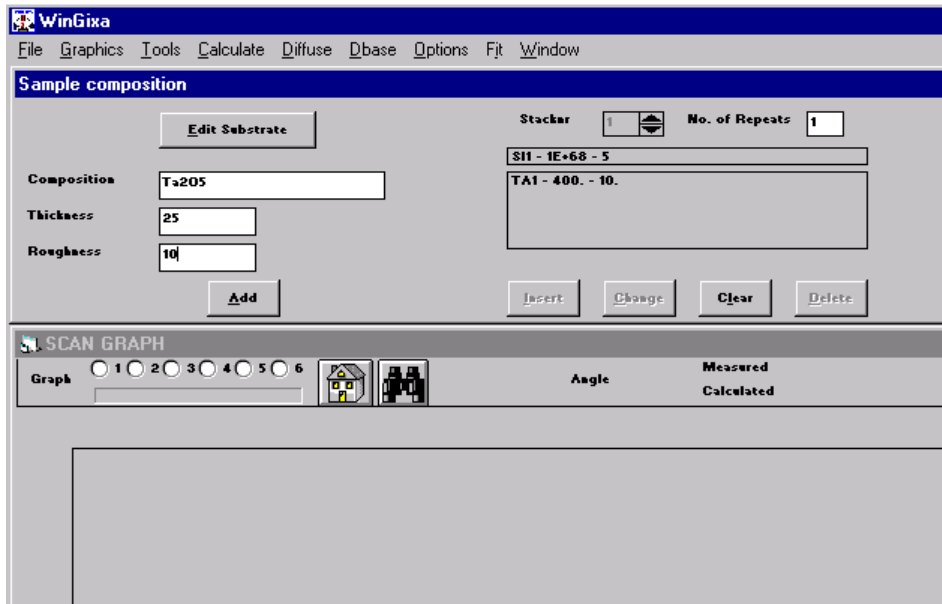 WinGixa
File Graphics Tools Calculate Diffuse Dbase Options Fit Window
Sample composition
Edit Substrate
Stacknr 1 No. of Repeats 1
SI1 - 1E+68 - 5
Composition Ta2O5
TA1 - 400. - 10.
Thickness 25
Roughness 10
Add Insert Change Clear Delete
SCAN GRAPH
Graph 1 2 3 4 5 6 Angle Measured
Calculated